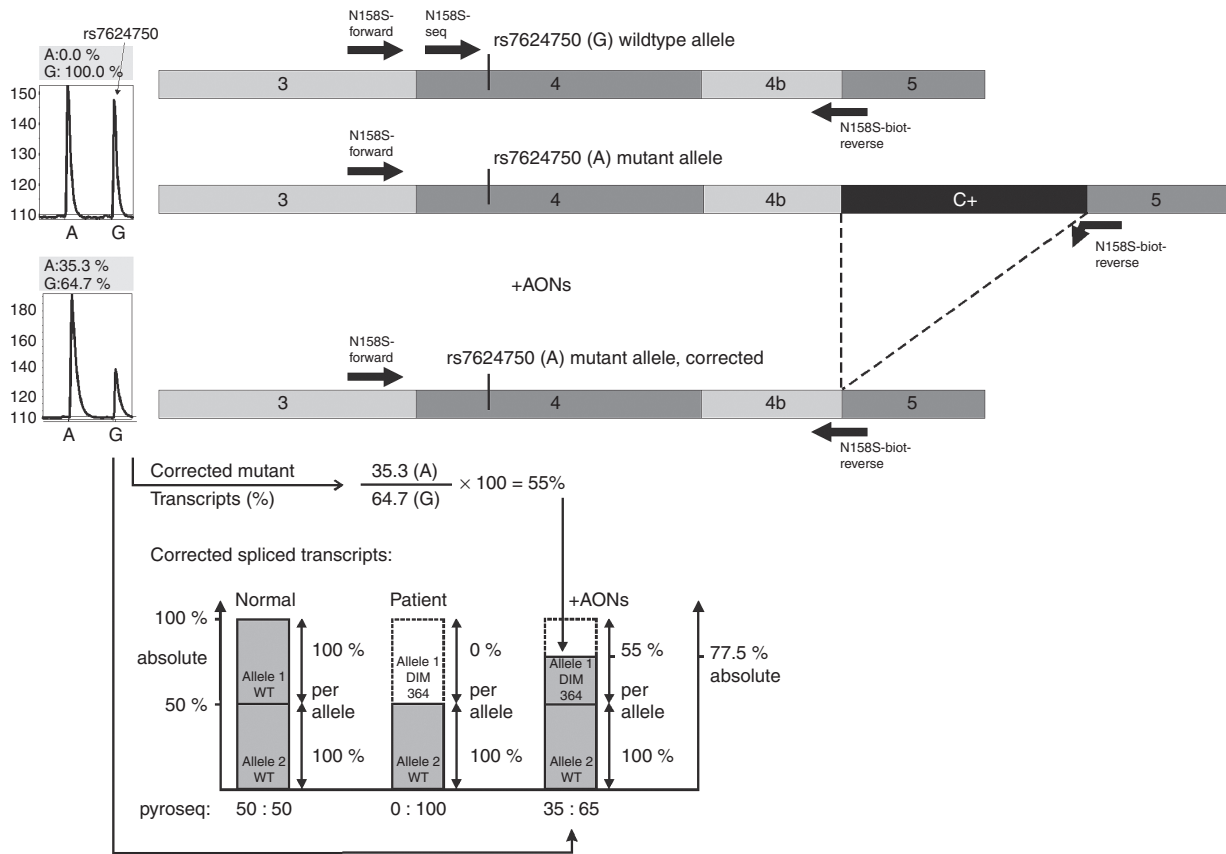 rs7624750
A:0.0 %
G: 100.0 %
150
140
130
120
110
A G
N158S-
forward
N158S-
seq
rs7624750 (G) wildtype allele
3 4 4b 5
N158S-biot-
reverse
N158S-
forward
rs7624750 (A) mutant allele
3 4 4b C+ 5
N158S-biot-
reverse
A:35.3 %
G:64.7 %
180
160
140
120
110
A G
+AONs
N158S-
forward
rs7624750 (A) mutant allele, corrected
3 4 4b 5
N158S-biot-
reverse
Corrected mutant
Transcripts (%)
35.3 (A)
64.7 (G)
× 100 = 55%
Corrected spliced transcripts:
Normal Patient +AONs
100 %
absolute
50 %
Allele 1
WT
Allele 2
WT
100 %
per
allele
100 %
Allele 1
DIM
364
Allele 2
WT
0 %
per
allele
100 %
Allele 1
DIM
364
Allele 2
WT
55 %
per
allele
100 %
77.5 %
absolute
pyroseq: 50 : 50 0 : 100 35 : 65